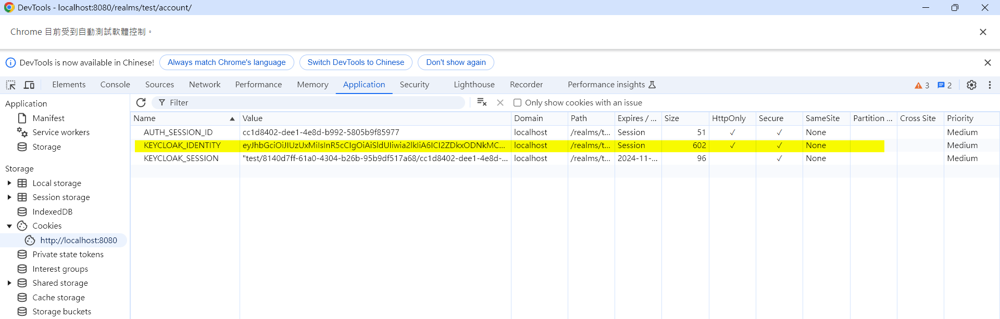 DevTools - localhost:8080/realms/test/account/
Chrome 目前受到自動測試軟體控制。
DevTools is now available in Chinese! Always match Chrome's language Switch DevTools to Chinese Don't show again
Elements Console Sources Network Performance Memory Application Security Lighthouse Recorder Performance insights 3 2
Application
Manifest
Service workers
Storage
Storage
Local storage
Session storage
IndexedDB
Cookies
http://localhost:8080
Private state tokens
Interest groups
Shared storage
Cache storage
Storage buckets
Filter Only show cookies with an issue
Name Value Domain Path Expires / ... Size HttpOnly Secure SameSite Partition ... Cross Site Priority
AUTH_SESSION_ID cc1d8402-dee1-4e8d-b992-5805b9f85977 localhost /realms/t... Session 51 ✓ ✓ None Medium
KEYCLOAK_IDENTITY eyJhbGciOiJIUzUxMiIsInR5cCIgOiAiSldUIiwia2lkIiA6ICI2ZDkxODNkMC... localhost /realms/t... Session 602 ✓ ✓ None Medium
KEYCLOAK_SESSION "test/8140d7ff-61a0-4304-b26b-95b9df517a68/cc1d8402-dee1-4e8d-... localhost /realms/t... 2024-11-... 96 ✓ None Medium